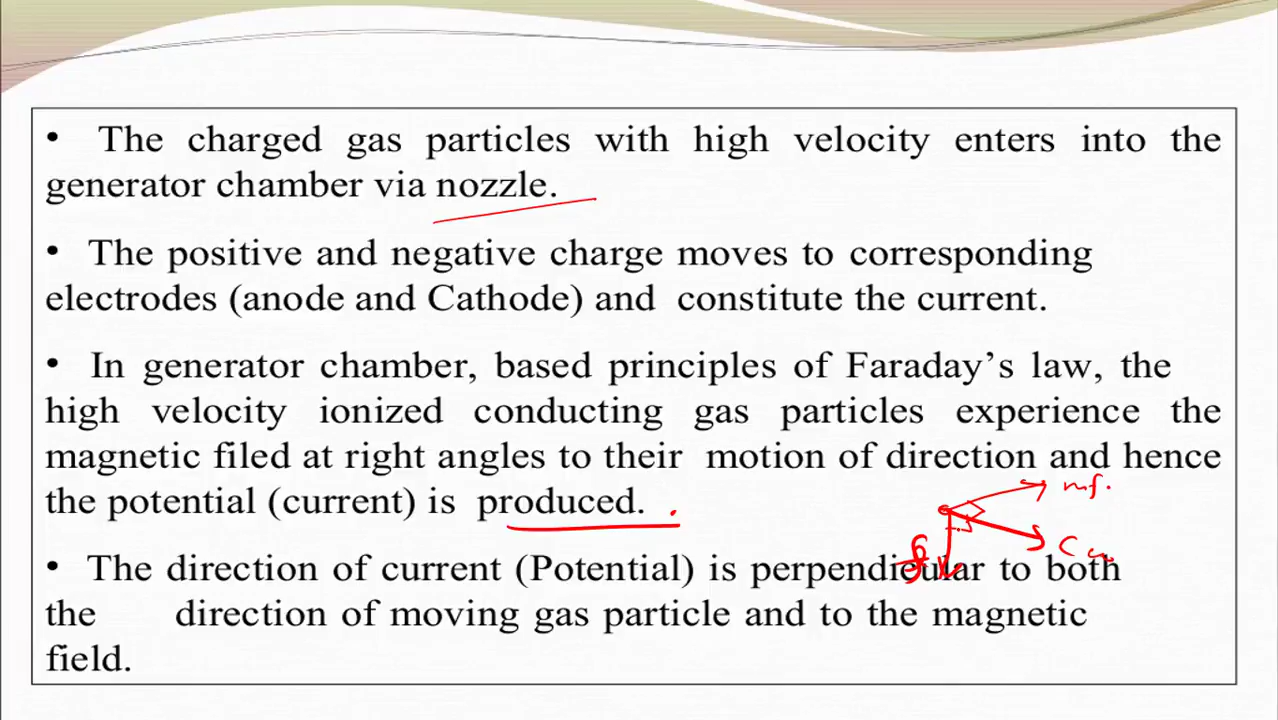 • The charged gas particles with high velocity enters into the
generator chamber via nozzle.
• The positive and negative charge moves to corresponding
electrodes (anode and Cathode) and constitute the current.
• In generator chamber, based principles of Faraday’s law, the
high velocity ionized conducting gas particles experience the
magnetic filed at right angles to their motion of direction and hence
the potential (current) is produced.
m.f.
• The direction of current (Potential) is perpendicular to both
the direction of moving gas particle and to the magnetic
field.